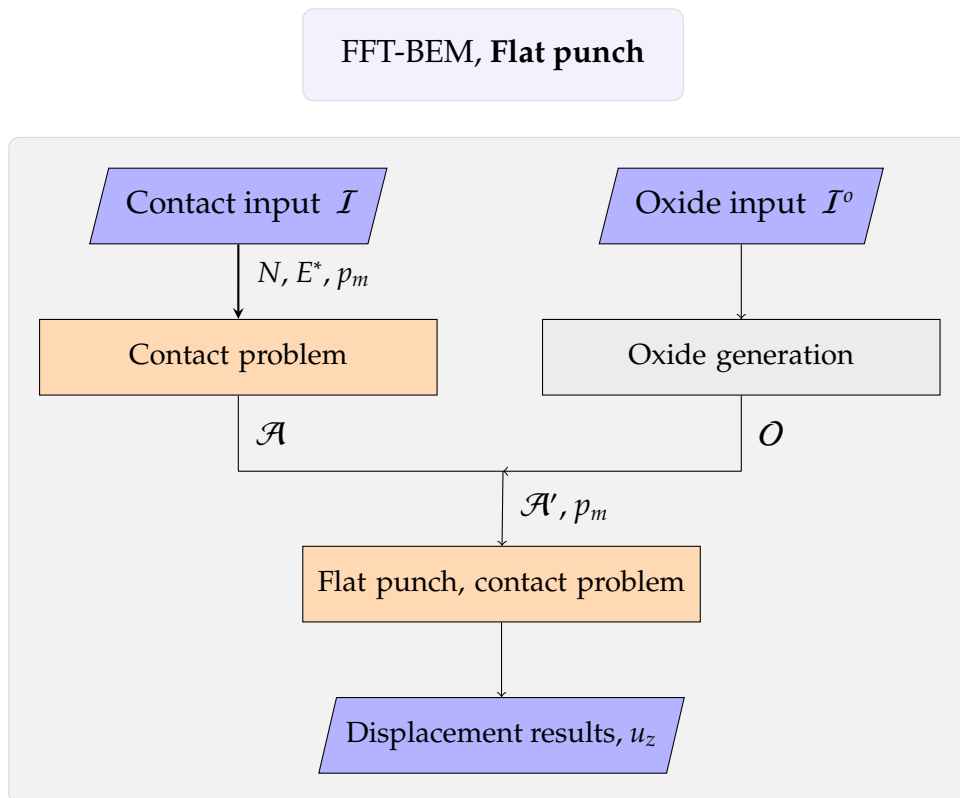 FFT-BEM, Flat punch
Contact input 𝓘
Oxide input 𝓘ᵒ
N, E*, pₘ
Contact problem
Oxide generation
𝓐
𝓞
𝓐′, pₘ
Flat punch, contact problem
Displacement results, u_z